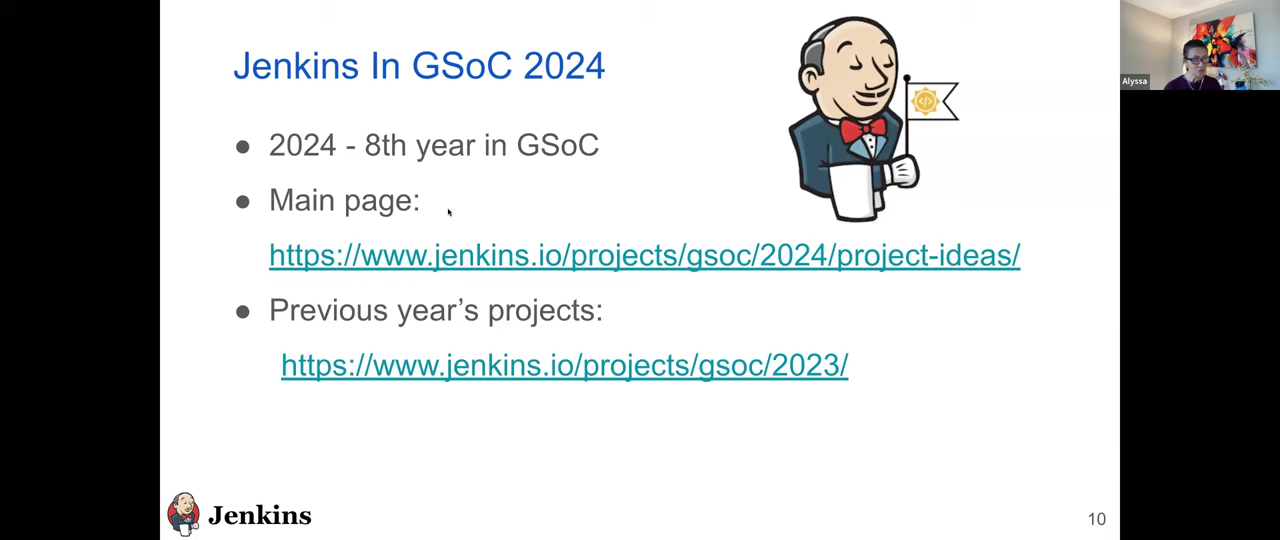 Jenkins In GSoC 2024
Alyssa
● 2024 - 8th year in GSoC
● Main page:
https://www.jenkins.io/projects/gsoc/2024/project-ideas/
● Previous year’s projects:
https://www.jenkins.io/projects/gsoc/2023/
Jenkins
10